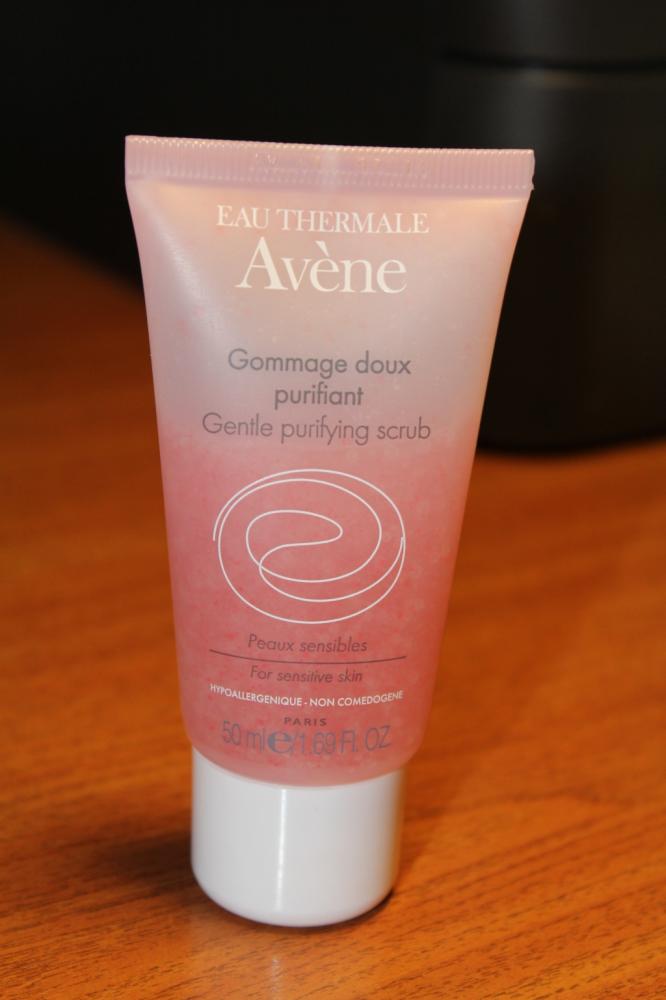 EAU THERMALE
Avène
Gommage doux
purifiant
Gentle purifying scrub
Peaux sensibles
For sensitive skin
HYPOALLERGENIQUE - NON COMEDOGENE
PARIS
50 ml e/1.69 Fl. OZ